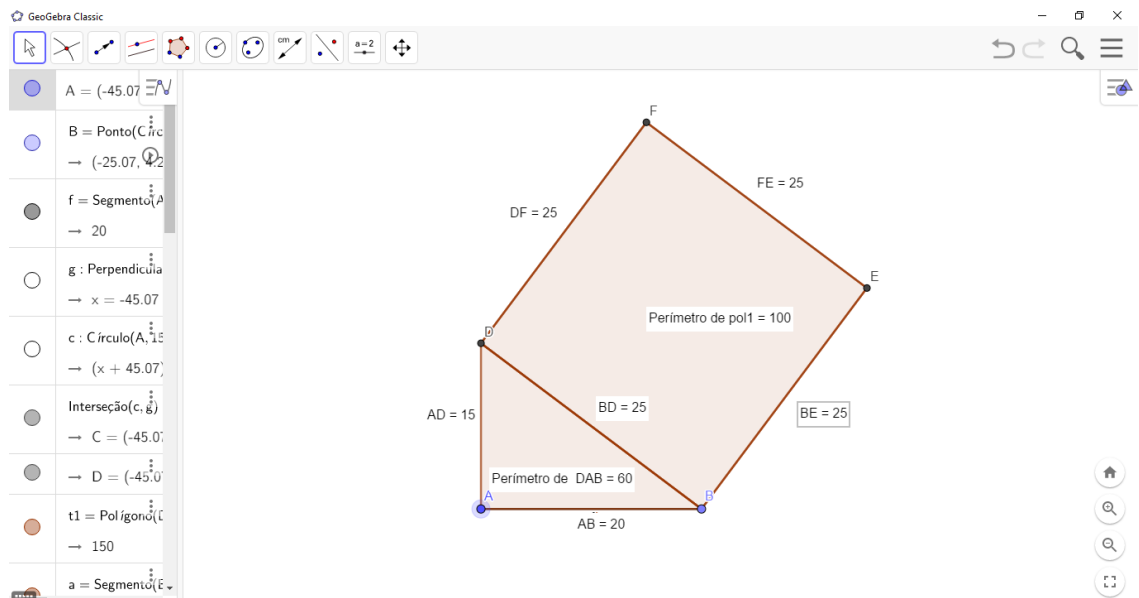 GeoGebra Classic
cm
a=2
A = (-45.07
B = Ponto(Círc
→ (-25.07, 4.2
f = Segmento(A
→ 20
g : Perpendicula
→ x = -45.07
c : Círculo(A, 15
→ (x + 45.07)
Interseção(c, g)
→ C = (-45.07
→ D = (-45.0
t1 = Polígono(D
→ 150
a = Segmento(B
F
FE = 25
DF = 25
E
Perímetro de pol1 = 100
D
BD = 25
AD = 15
BE = 25
Perímetro de DAB = 60
A
B
AB = 20